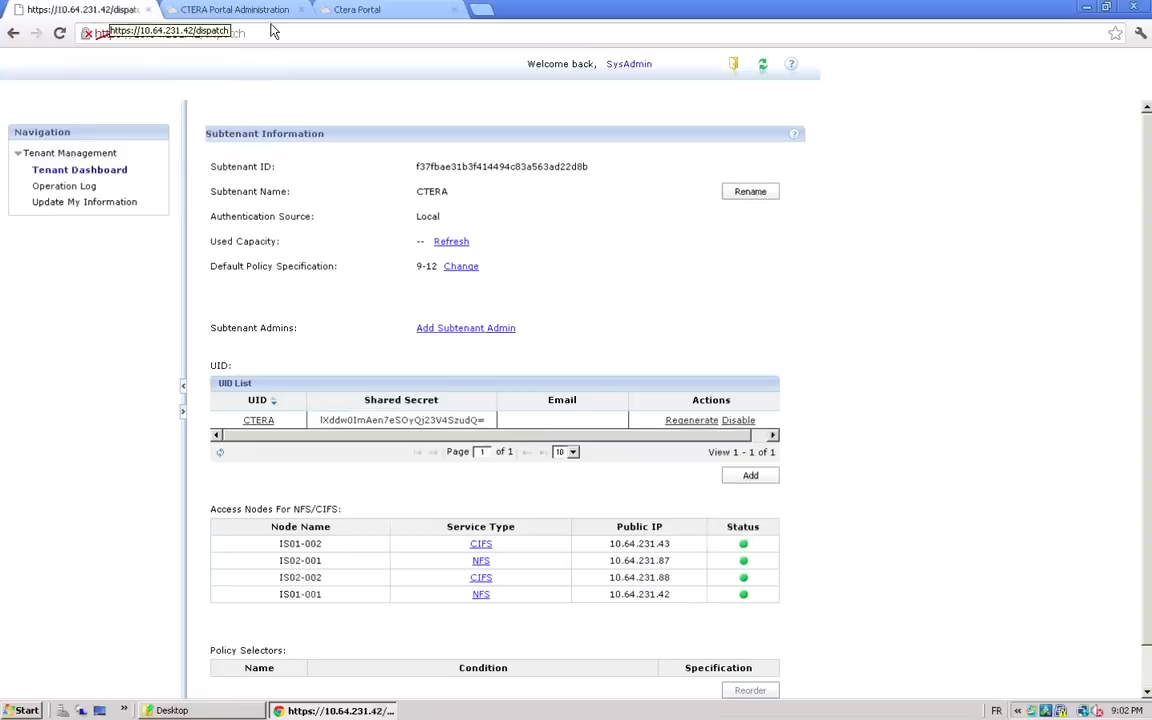 https://10.64.231.42/dispat
CTERA Portal Administration
Ctera Portal
https://10.64.231.42/dispatch
Welcome back, SysAdmin
Navigation
Tenant Management
Tenant Dashboard
Operation Log
Update My Information
Subtenant Information
Subtenant ID: f37fbae31b3f414494c83a563ad22d8b
Subtenant Name: CTERA Rename
Authentication Source: Local
Used Capacity: -- Refresh
Default Policy Specification: 9-12 Change
Subtenant Admins: Add Subtenant Admin
UID:
UID List
UID Shared Secret Email Actions
CTERA lXddw0ImAen7eSOyQj23V4SzudQ= Regenerate Disable
Page 1 of 1 10 View 1 - 1 of 1
Add
Access Nodes For NFS/CIFS:
Node Name Service Type Public IP Status
IS01-002 CIFS 10.64.231.43
IS02-001 NFS 10.64.231.87
IS02-002 CIFS 10.64.231.88
IS01-001 NFS 10.64.231.42
Policy Selectors:
Name Condition Specification
Reorder
Start » Desktop https://10.64.231.42/... FR « 9:02 PM